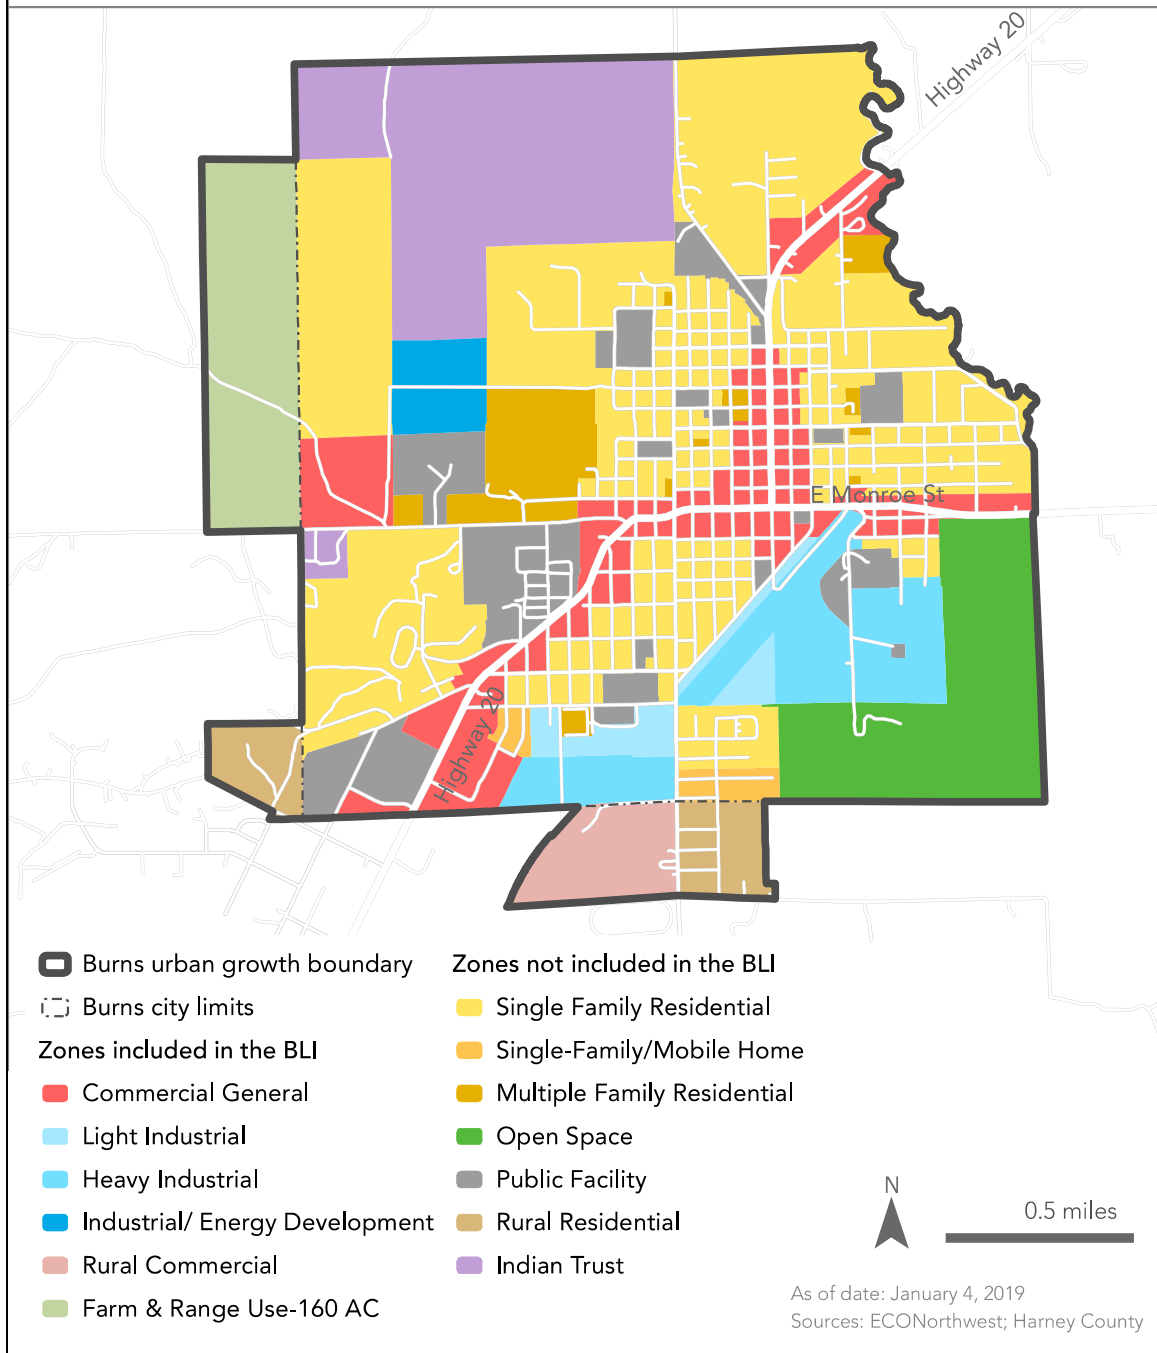 Highway 20
E Monroe St
Highway 20
Burns urban growth boundary
Burns city limits
Zones included in the BLI
Commercial General
Light Industrial
Heavy Industrial
Industrial/ Energy Development
Rural Commercial
Farm & Range Use-160 AC
Zones not included in the BLI
Single Family Residential
Single-Family/Mobile Home
Multiple Family Residential
Open Space
Public Facility
Rural Residential
Indian Trust
N
0.5 miles
As of date: January 4, 2019
Sources: ECONorthwest; Harney County